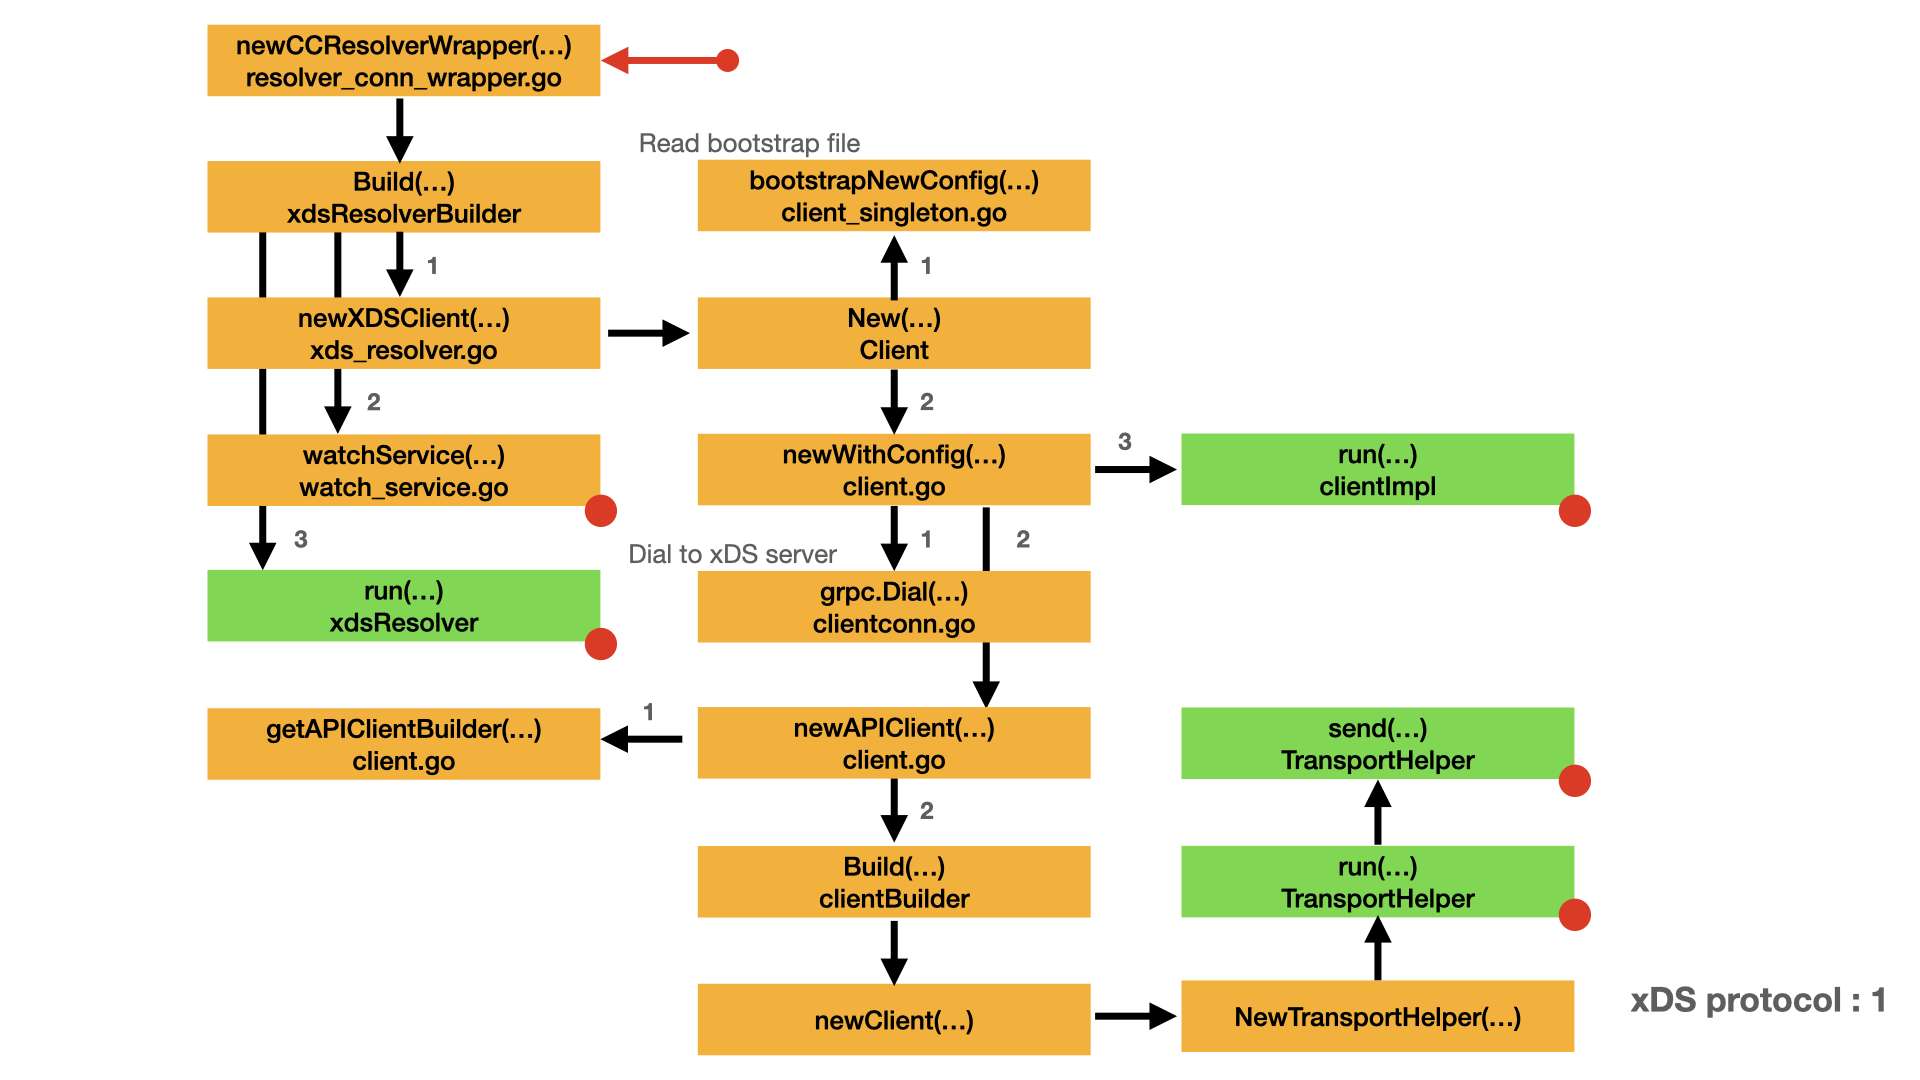 newCCResolverWrapper(...)
resolver_conn_wrapper.go
Read bootstrap file
Build(...)
xdsResolverBuilder
bootstrapNewConfig(...)
client_singleton.go
1
1
newXDSClient(...)
xds_resolver.go
New(...)
Client
2
2
watchService(...)
watch_service.go
newWithConfig(...)
client.go
3
run(...)
clientImpl
3
Dial to xDS server
1
2
run(...)
xdsResolver
grpc.Dial(...)
clientconn.go
getAPIClientBuilder(...)
client.go
1
newAPIClient(...)
client.go
send(...)
TransportHelper
2
Build(...)
clientBuilder
run(...)
TransportHelper
newClient(...)
NewTransportHelper(...)
xDS protocol : 1